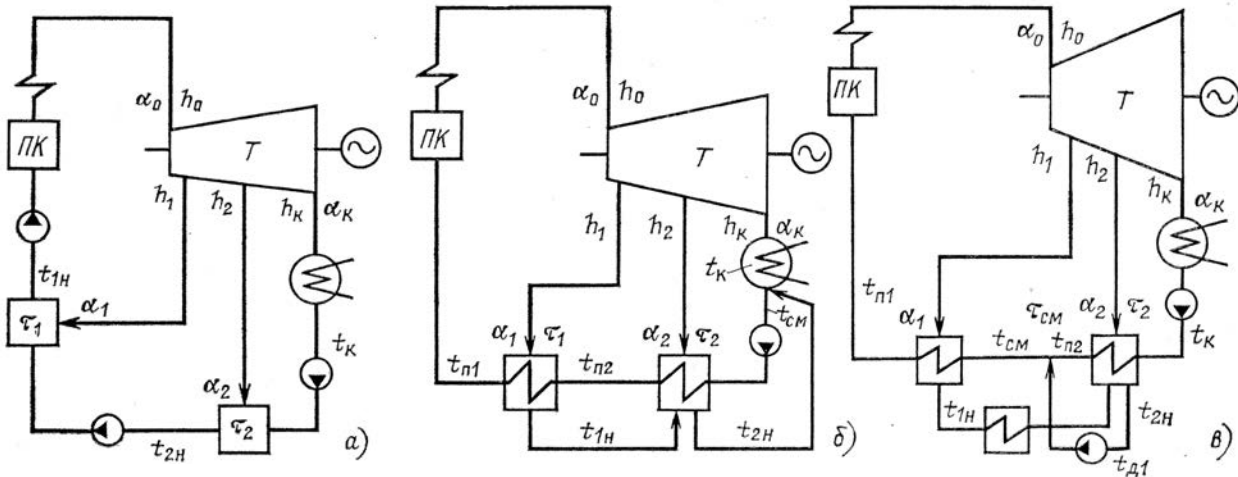 α₀ h₀
ПК
T
h₁ h₂ hк αк
t₁н
α₁
τ₁
tк
α₂
τ₂
t₂н
а)
α₀ h₀
ПК
T
h₁ h₂ hк αк
tк
tсм
α₁ τ₁ α₂ τ₂
tп1 tп2
t₁н t₂н
б)
α₀ h₀
ПК
T
h₁ h₂ hк
αк
tп1
α₁ τсм α₂ τ₂
tсм tп2 tк
t₁н t₂н
tд1
в)